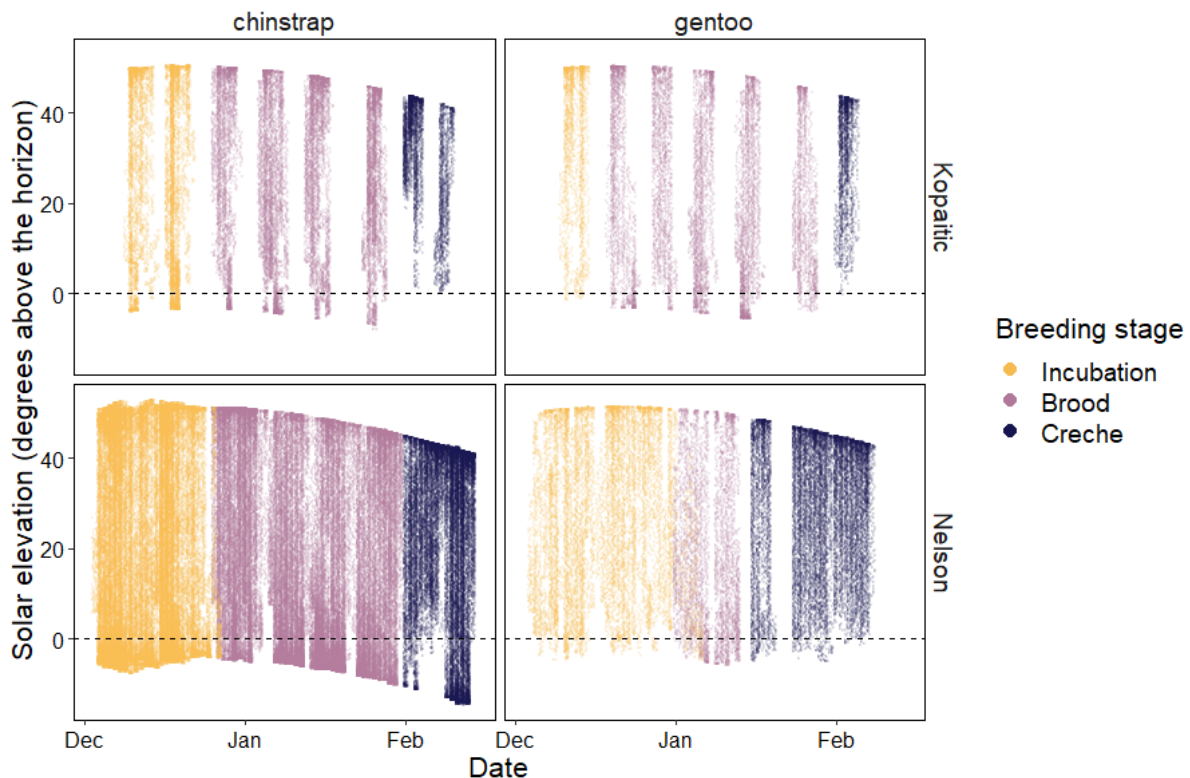 chinstrap
gentoo
Solar elevation (degrees above the horizon)
40
20
0
Kopaitic
40
20
0
Nelson
Dec
Jan
Feb
Dec
Jan
Feb
Date
Breeding stage
Incubation
Brood
Creche